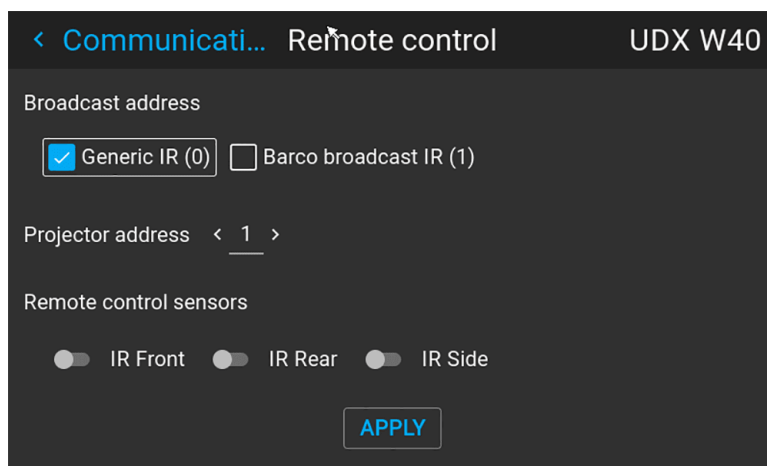 Communicati... Remote control UDX W40
Broadcast address
Generic IR (0) Barco broadcast IR (1)
Projector address < 1 >
Remote control sensors
IR Front IR Rear IR Side
APPLY